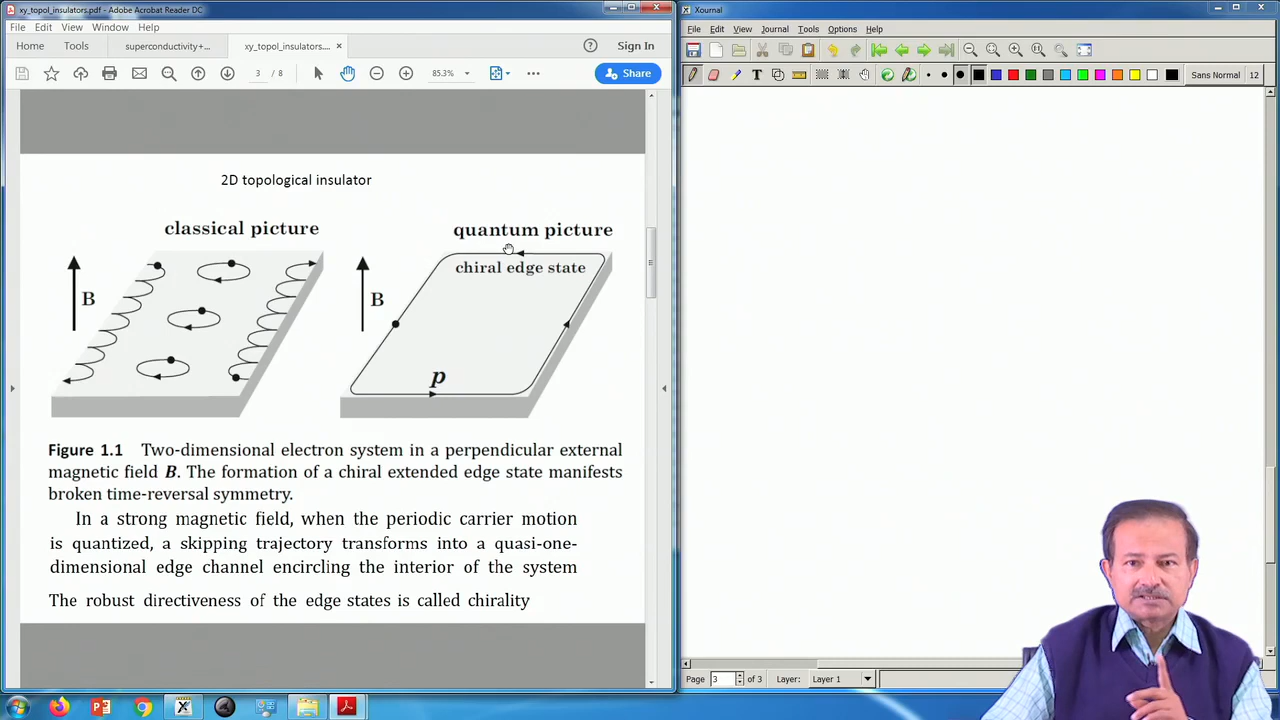 xy_topol_insulators.pdf - Adobe Acrobat Reader DC
File Edit View Window Help
Home Tools superconductivity+... xy_topol_insulators.... × ? Sign In
3 / 8 85.3% Share
2D topological insulator
classical picture
quantum picture
chiral edge state
B
B
p
Figure 1.1 Two-dimensional electron system in a perpendicular external
magnetic field B. The formation of a chiral extended edge state manifests
broken time-reversal symmetry.
In a strong magnetic field, when the periodic carrier motion
is quantized, a skipping trajectory transforms into a quasi-one-
dimensional edge channel encircling the interior of the system
The robust directiveness of the edge states is called chirality
Xournal
File Edit View Journal Tools Options Help
T Sans Normal 12
Page 3 of 3 Layer: Layer 1